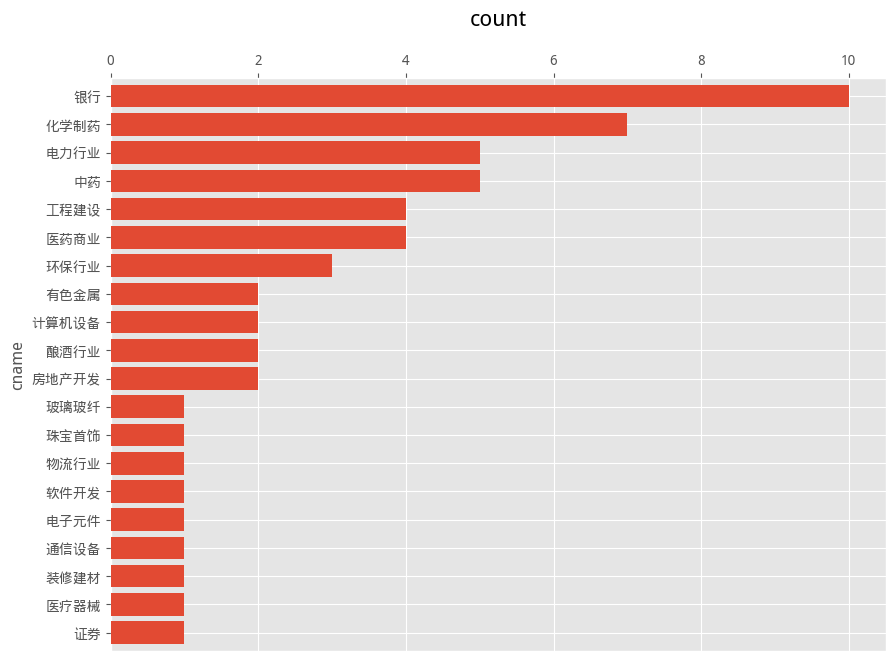 count
0 2 4 6 8 10
银行
化学制药
电力行业
中药
工程建设
医药商业
环保行业
有色金属
计算机设备
酿酒行业
房地产开发
玻璃玻纤
珠宝首饰
物流行业
软件开发
电子元件
通信设备
装修建材
医疗器械
证券
cname